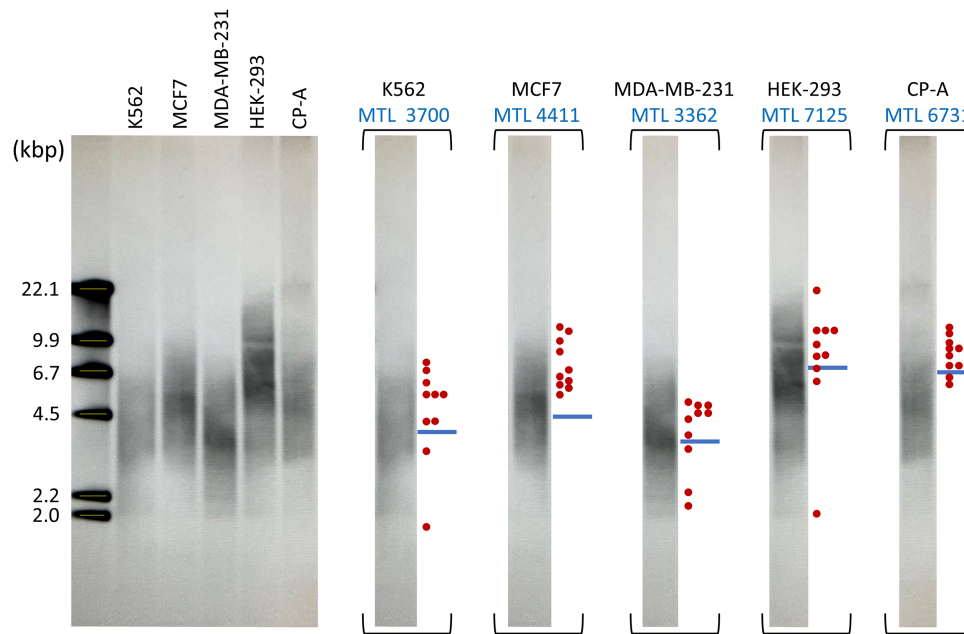 K562
MCF7
MDA-MB-231
HEK-293
CP-A
K562
MTL 3700
MCF7
MTL 4411
MDA-MB-231
MTL 3362
HEK-293
MTL 7125
CP-A
MTL 6731
(kbp)
22.1
9.9
6.7
4.5
2.2
2.0